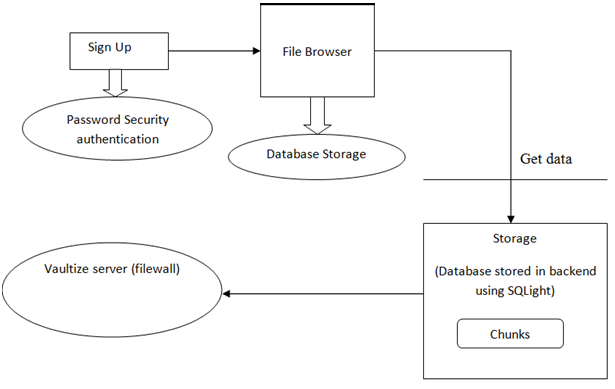 Sign Up
File Browser
Password Security
authentication
Database Storage
Get data
Storage
(Database stored in backend
using SQLight)
Chunks
Vaultize server (filewall)